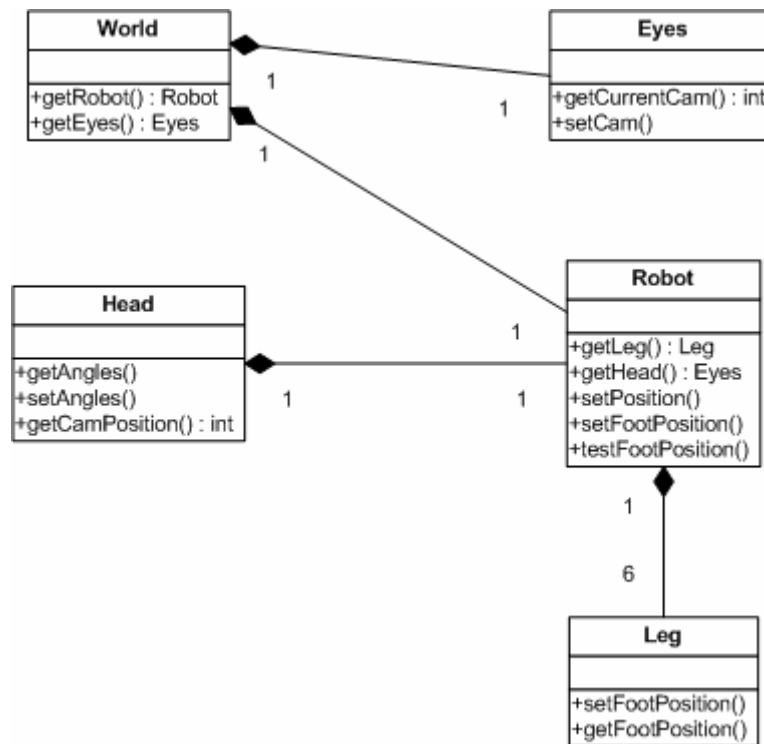 World
+getRobot() : Robot
+getEyes() : Eyes
1
1
Eyes
+getCurrentCam() : int
+setCam()
1
1
Head
+getAngles()
+setAngles()
+getCamPosition() : int
1
1
Robot
+getLeg() : Leg
+getHead() : Eyes
+setPosition()
+setFootPosition()
+testFootPosition()
1
6
Leg
+setFootPosition()
+getFootPosition()